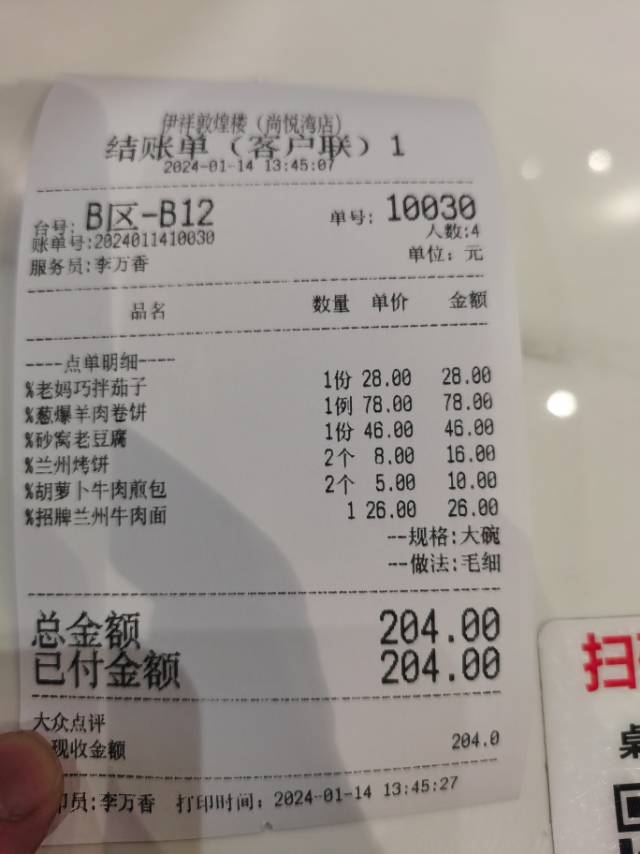 伊祥敦煌楼（尚悦湾店）
结账单（客户联）1
2024-01-14 13:45:07
台号: B区-B12 单号: 10030
账单号:2024011410030 人数:4
服务员:李万香 单位: 元
品名 数量 单价 金额
----点单明细----
%老妈巧拌茄子 1份 28.00 28.00
%葱爆羊肉卷饼 1例 78.00 78.00
%砂窝老豆腐 1份 46.00 46.00
%兰州烤饼 2个 8.00 16.00
%胡萝卜牛肉煎包 2个 5.00 10.00
%招牌兰州牛肉面 1 26.00 26.00
--规格:大碗
--做法:毛细
总金额 204.00
已付金额 204.00
大众点评
现收金额 204.0
印员:李万香 打印时间: 2024-01-14 13:45:27
扫
桌